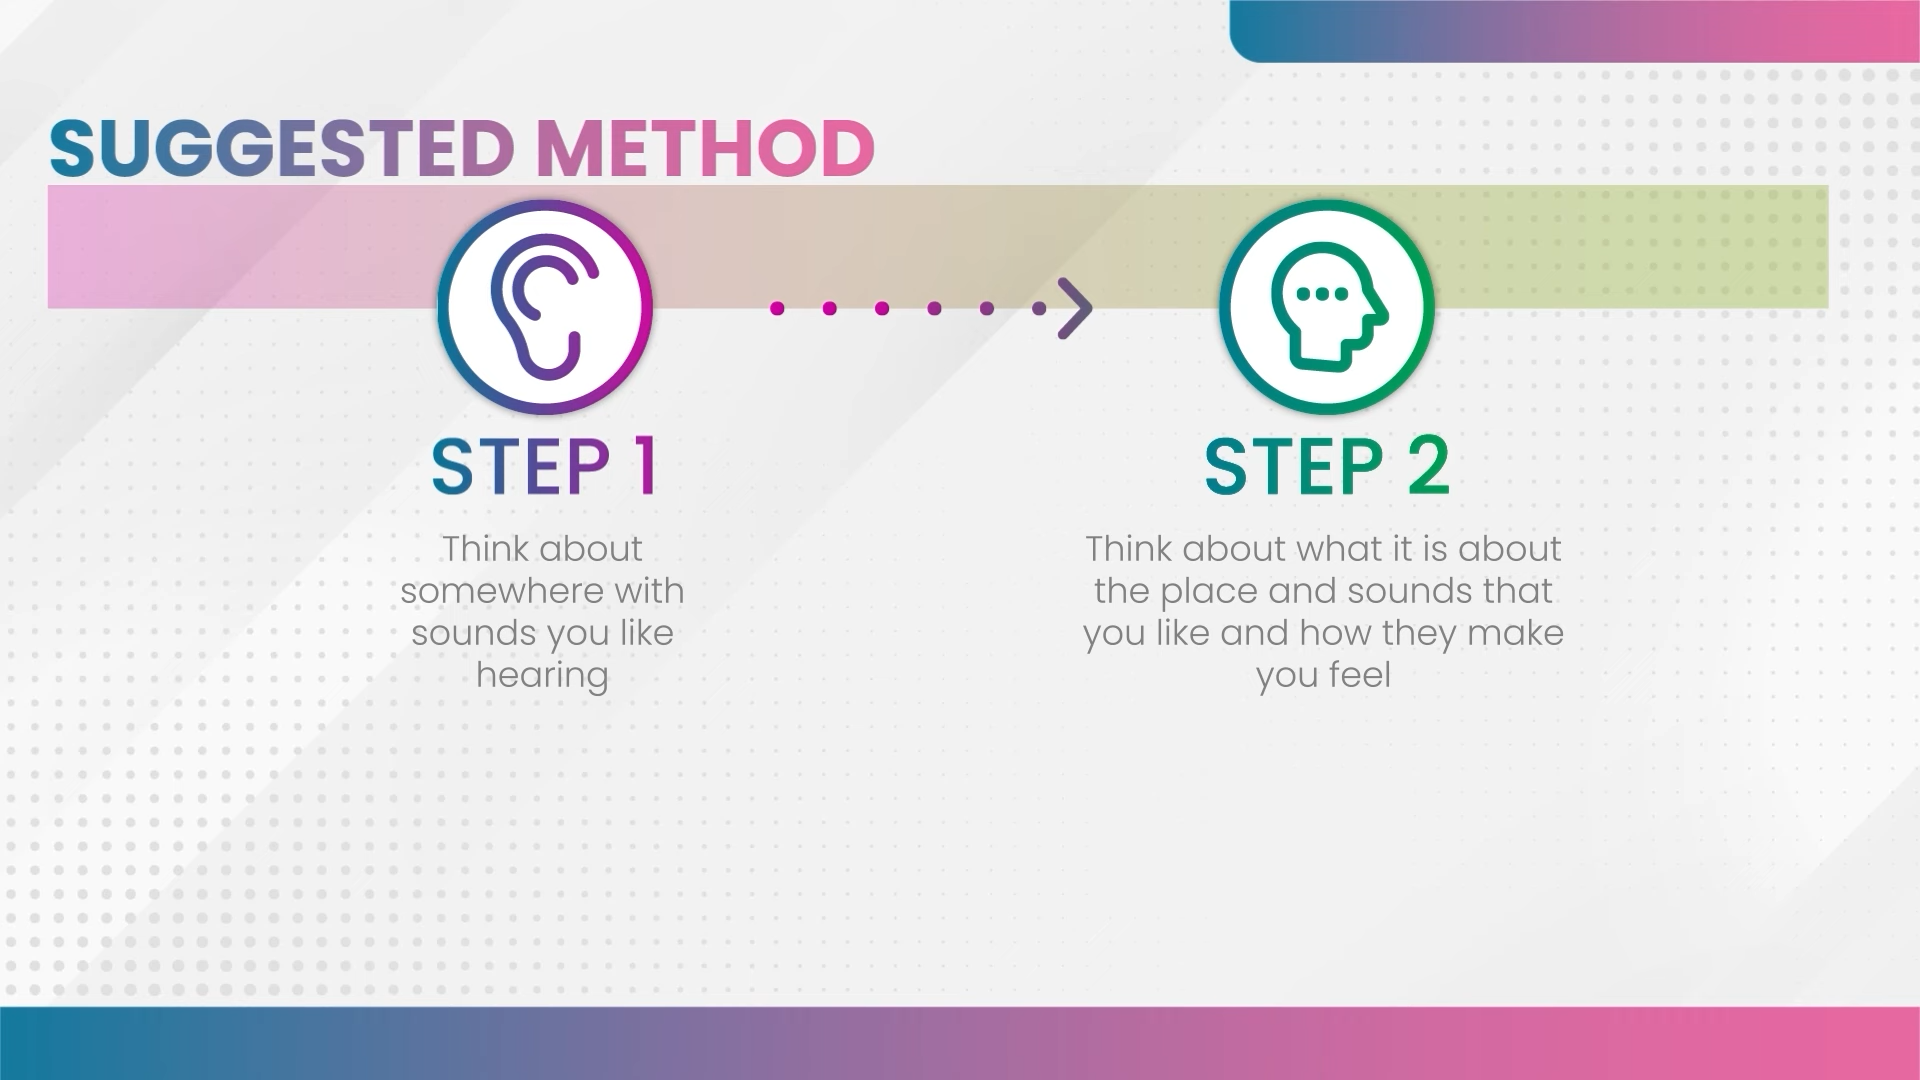 SUGGESTED METHOD
STEP 1
Think about
somewhere with
sounds you like
hearing
STEP 2
Think about what it is about
the place and sounds that
you like and how they make
you feel